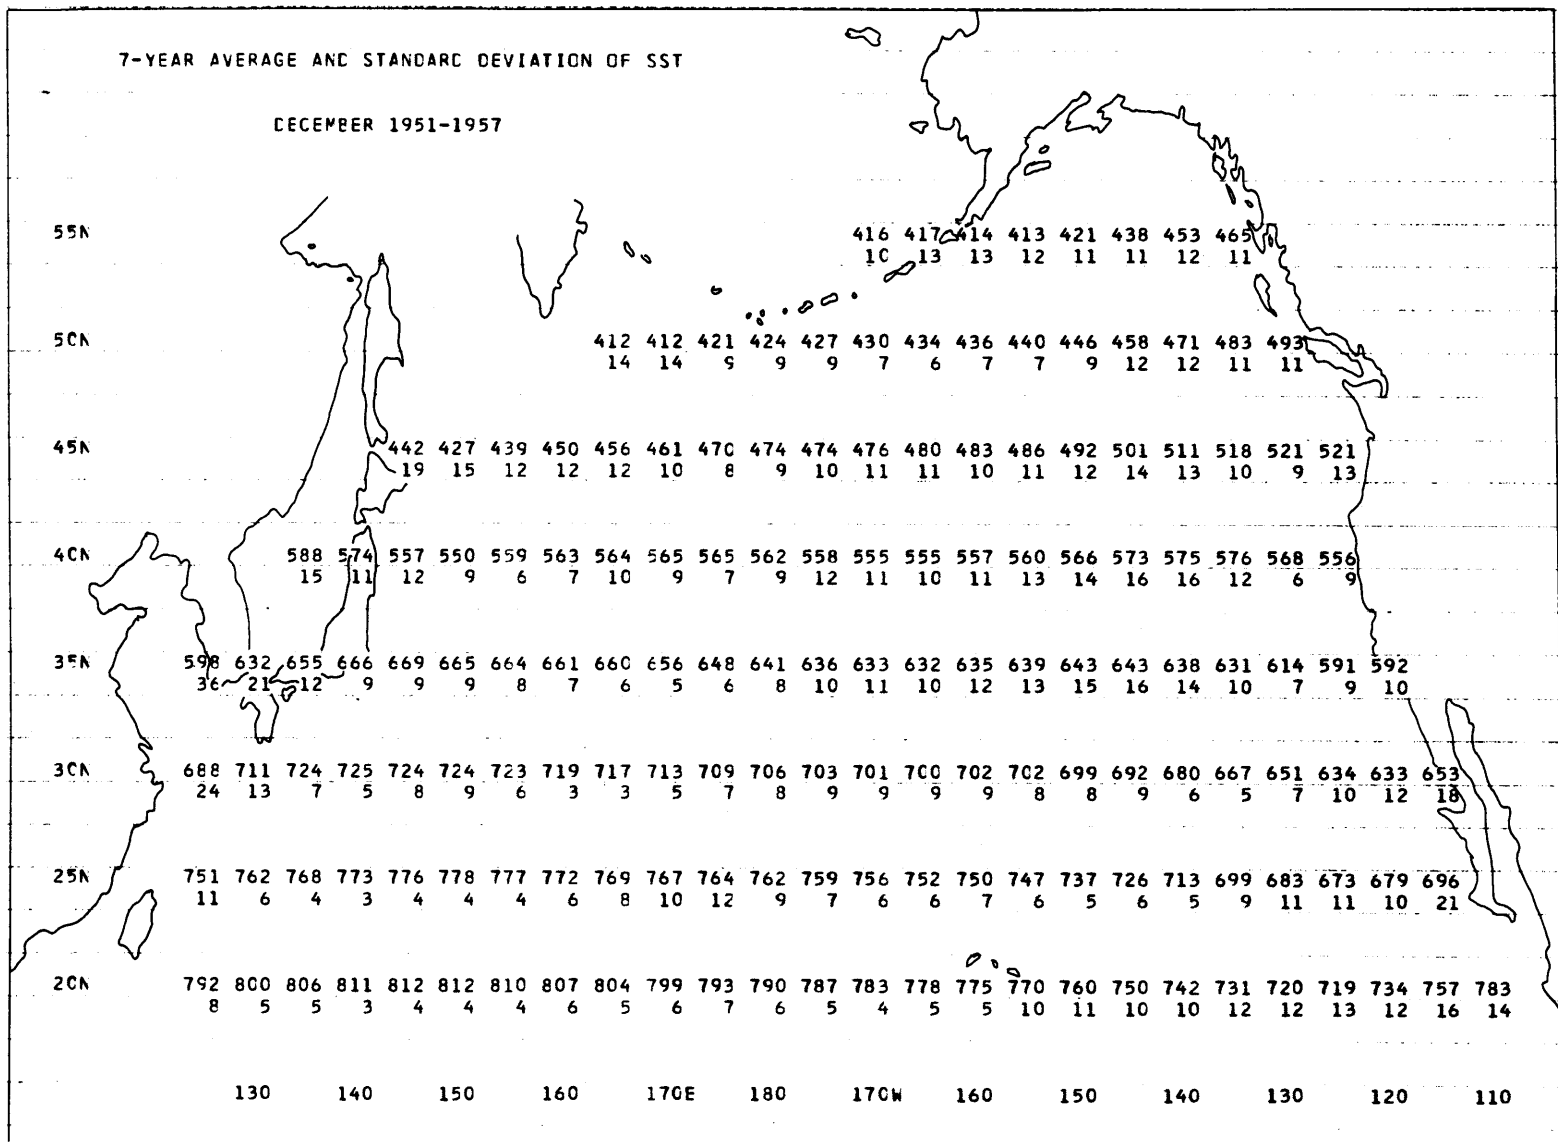 7-YEAR AVERAGE ANC STANCARC DEVIATICN OF SST
CECEMBER 1951-1957
55N 416 417 414 413 421 438 453 465
1C 13 13 12 11 11 12 11
5CN 412 412 421 424 427 430 434 436 440 446 458 471 483 493
14 14 9 9 9 7 6 7 7 9 12 12 11 11
45N 442 427 439 450 456 461 47C 474 474 476 480 483 486 492 501 511 518 521 521
19 15 12 12 12 10 8 9 10 11 11 10 11 12 14 13 10 9 13
4CN 588 574 557 550 559 563 564 565 565 562 558 555 555 557 560 566 573 575 576 568 556
15 11 12 9 6 7 10 9 7 9 12 11 10 11 13 14 16 16 12 6 9
35N 598 632 655 666 669 665 664 661 66C 656 648 641 636 633 632 635 639 643 643 638 631 614 591 592
36 21 12 9 9 9 8 7 6 5 6 8 10 11 10 12 13 15 16 14 10 7 9 10
3CN 688 711 724 725 724 724 723 719 717 713 709 706 703 701 7C0 702 702 699 692 680 667 651 634 633 653
24 13 7 5 8 9 6 3 3 5 7 8 9 9 9 9 8 8 9 6 5 7 10 12 18
25N 751 762 768 773 776 778 777 772 769 767 764 762 759 756 752 750 747 737 726 713 699 683 673 679 696
11 6 4 3 4 4 4 6 8 10 12 9 7 6 6 7 6 5 6 5 9 11 11 10 21
2CN 792 8C0 806 811 812 812 810 807 804 799 793 790 787 783 778 775 770 760 750 742 731 720 719 734 757 783
8 5 5 3 4 4 4 6 5 6 7 6 5 4 5 5 10 11 10 10 12 12 13 12 16 14
130 140 150 160 17CE 180 17CW 160 150 140 130 120 110